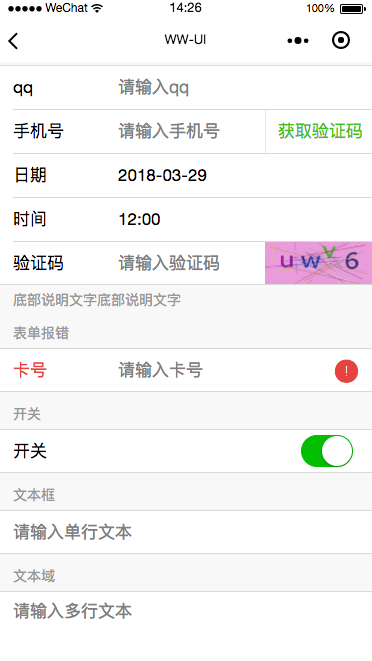 WeChat 14:26 100%
WW-UI
qq 请输入qq
手机号 请输入手机号 获取验证码
日期 2018-03-29
时间 12:00
验证码 请输入验证码 uwA6
底部说明文字底部说明文字
表单报错
卡号 请输入卡号 !
开关
开关
文本框
请输入单行文本
文本域
请输入多行文本